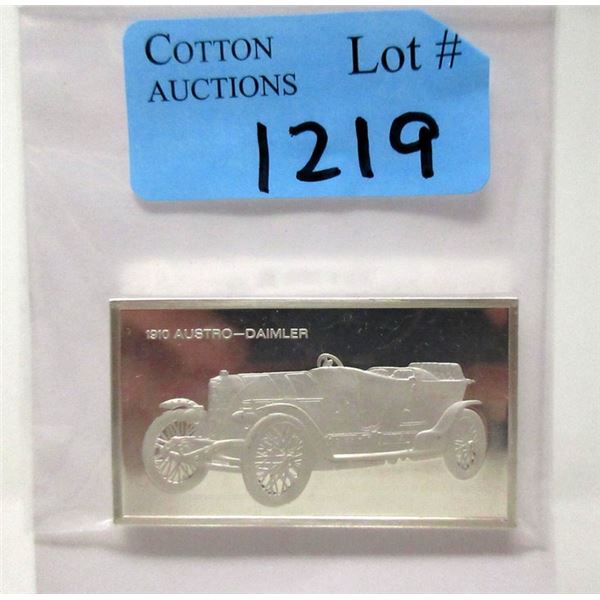 COTTON Lot #
AUCTIONS
1219
1910 AUSTRO-DAIMLER